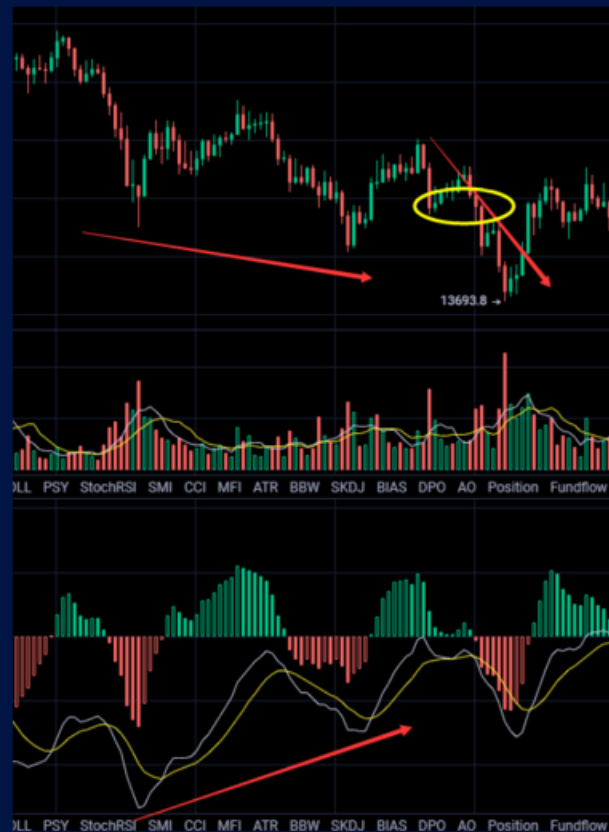 13693.8 →
OLL PSY StochRSI SMI CCI MFI ATR BBW SKDJ BIAS DPO AO Position Fundflow
OLL PSY StochRSI SMI CCI MFI ATR BBW SKDJ BIAS DPO AO Position Fundflow